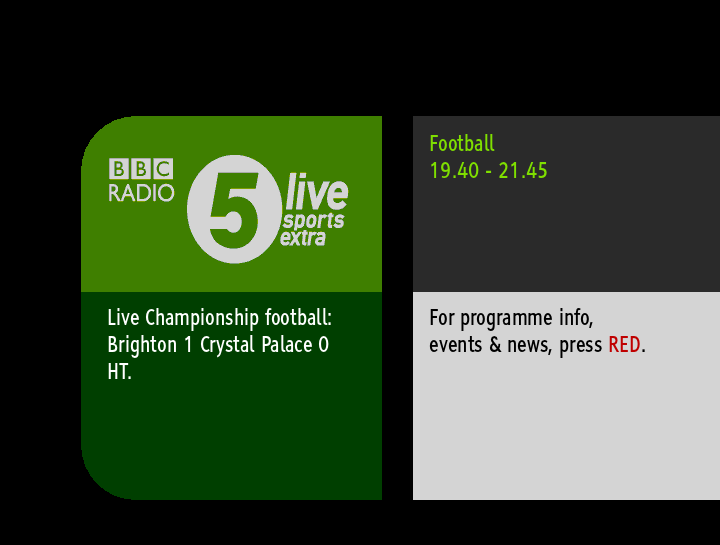 BBC
RADIO
5 live
sports
extra
Live Championship football:
Brighton 1 Crystal Palace 0
HT.
Football
19.40 - 21.45
For programme info,
events & news, press RED.